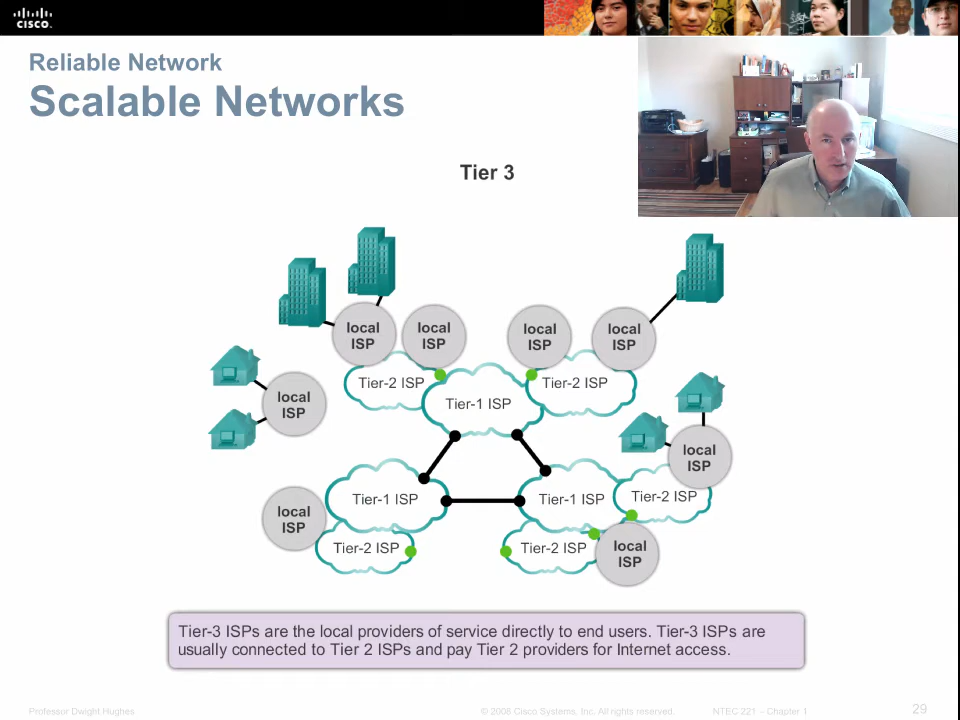 CISCO
Reliable Network
Scalable Networks
Tier 3
local
ISP
local
ISP
local
ISP
local
ISP
Tier-2 ISP
Tier-2 ISP
Tier-1 ISP
local
ISP
local
ISP
Tier-1 ISP
Tier-1 ISP
Tier-2 ISP
local
ISP
Tier-2 ISP
Tier-2 ISP
local
ISP
Tier-3 ISPs are the local providers of service directly to end users. Tier-3 ISPs are
usually connected to Tier 2 ISPs and pay Tier 2 providers for Internet access.
Professor Dwight Hughes
© 2008 Cisco Systems, Inc. All rights reserved.
NTEC 221 - Chapter 1
29